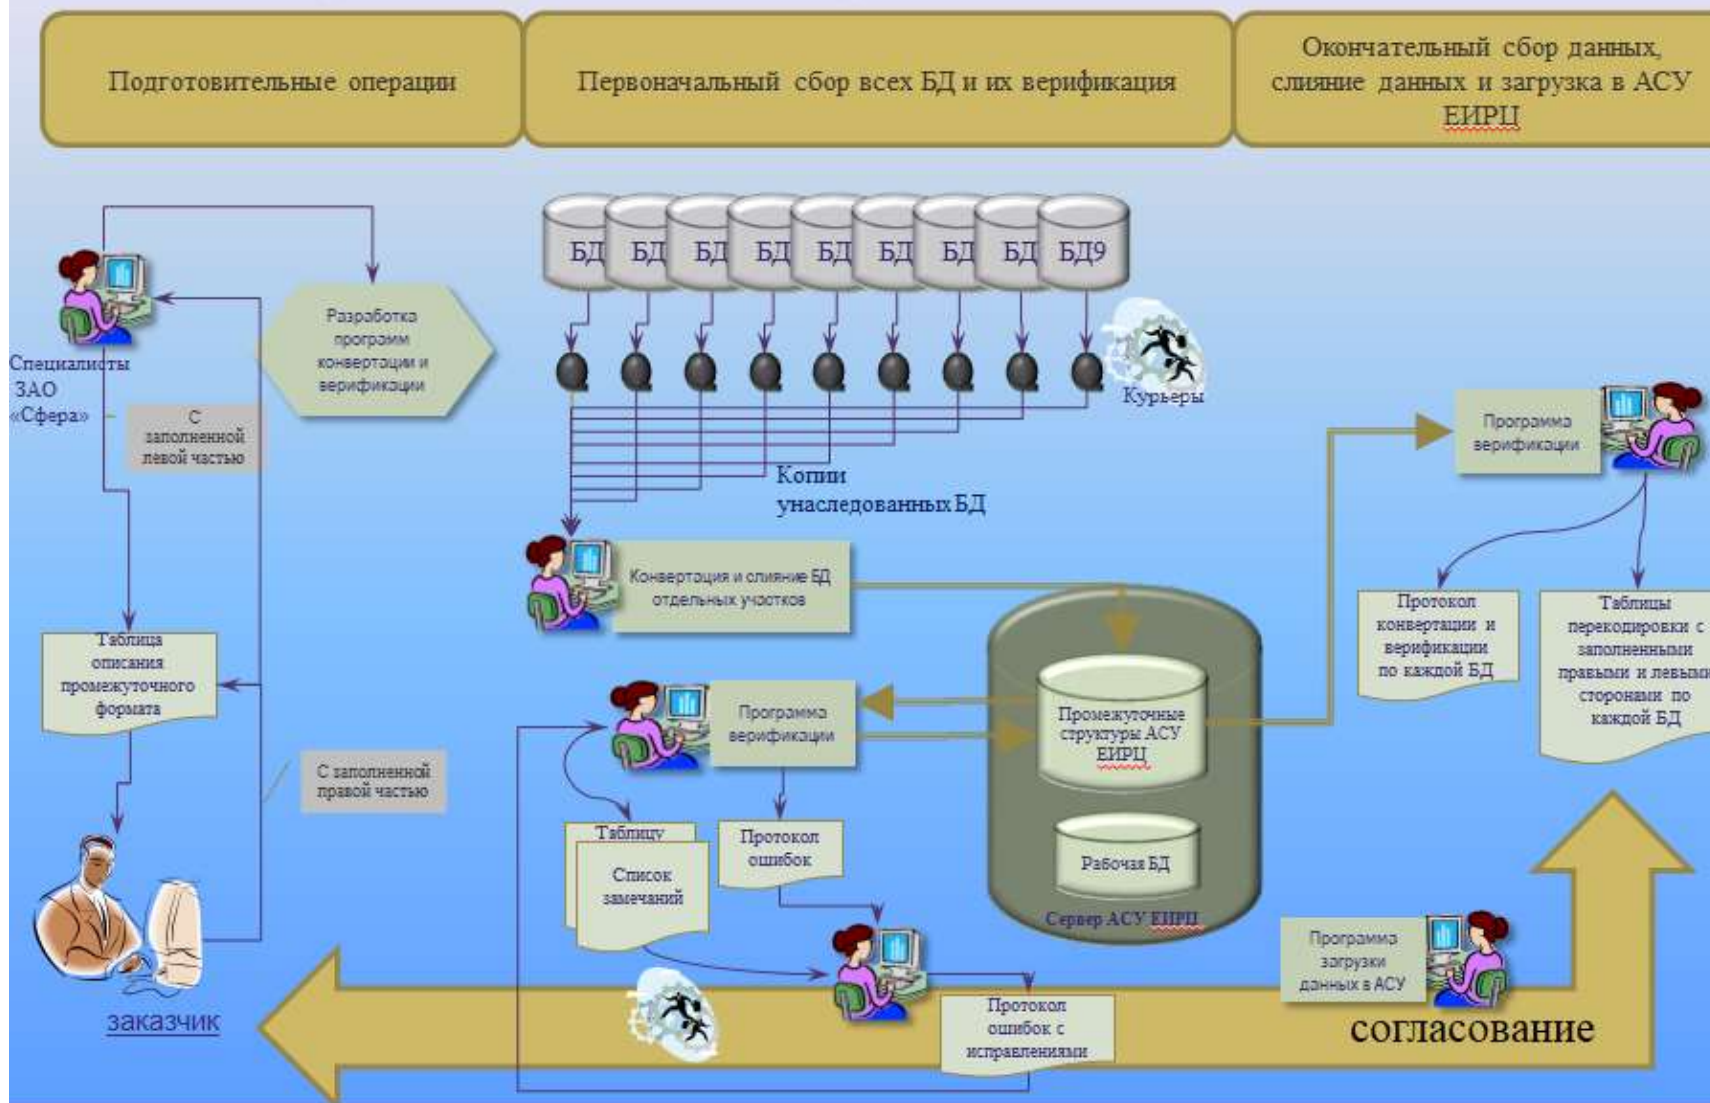 Подготовительные операции
Первоначальный сбор всех БД и их верификация
Окончательный сбор данных,
слияние данных и загрузка в АСУ
ЕИРЦ
Специалисты
ЗАО
«Сфера»
Разработка
программ
конвертации и
верификации
С
заполненной
левой частью
Таблица
описания
промежуточного
формата
С заполненной
правой частью
заказчик
БД
БД
БД
БД
БД
БД
БД
БД
БД9
Курьеры
Копии
унаследованных БД
Конвертация и слияние БД
отдельных участков
Программа
верификации
Таблицу
Список
замечаний
Протокол
ошибок
Промежуточные
структуры АСУ
ЕИРЦ
Рабочая БД
Сервер АСУ ЕИРЦ
Протокол
ошибок с
исправлениями
Программа
верификации
Протокол
конвертации и
верификации
по каждой БД
Таблицы
перекодировки с
заполненными
правыми и левыми
сторонами по
каждой БД
Программа
загрузки
данных в АСУ
согласование